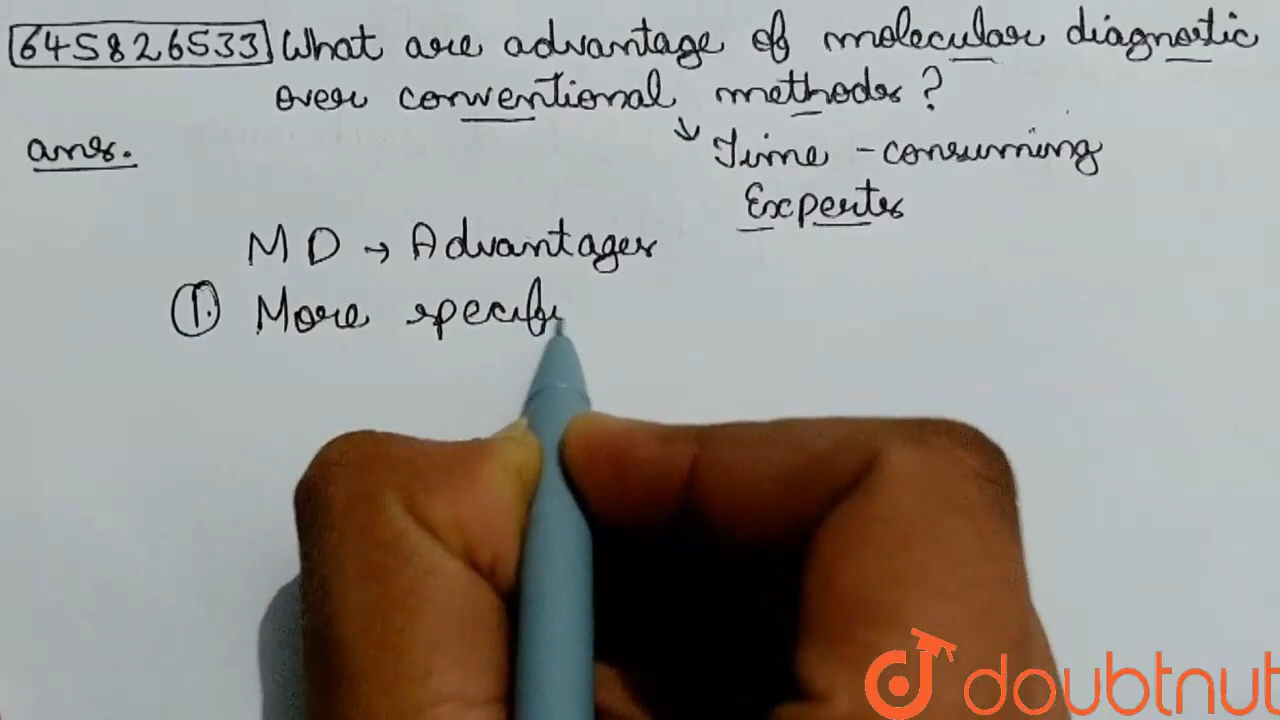 645826533 What are advantage of molecular diagnostic
over conventional methods?
ans.
↓ Time - consuming
Experts
MD → Advantages
1. More specifi
doubtnut